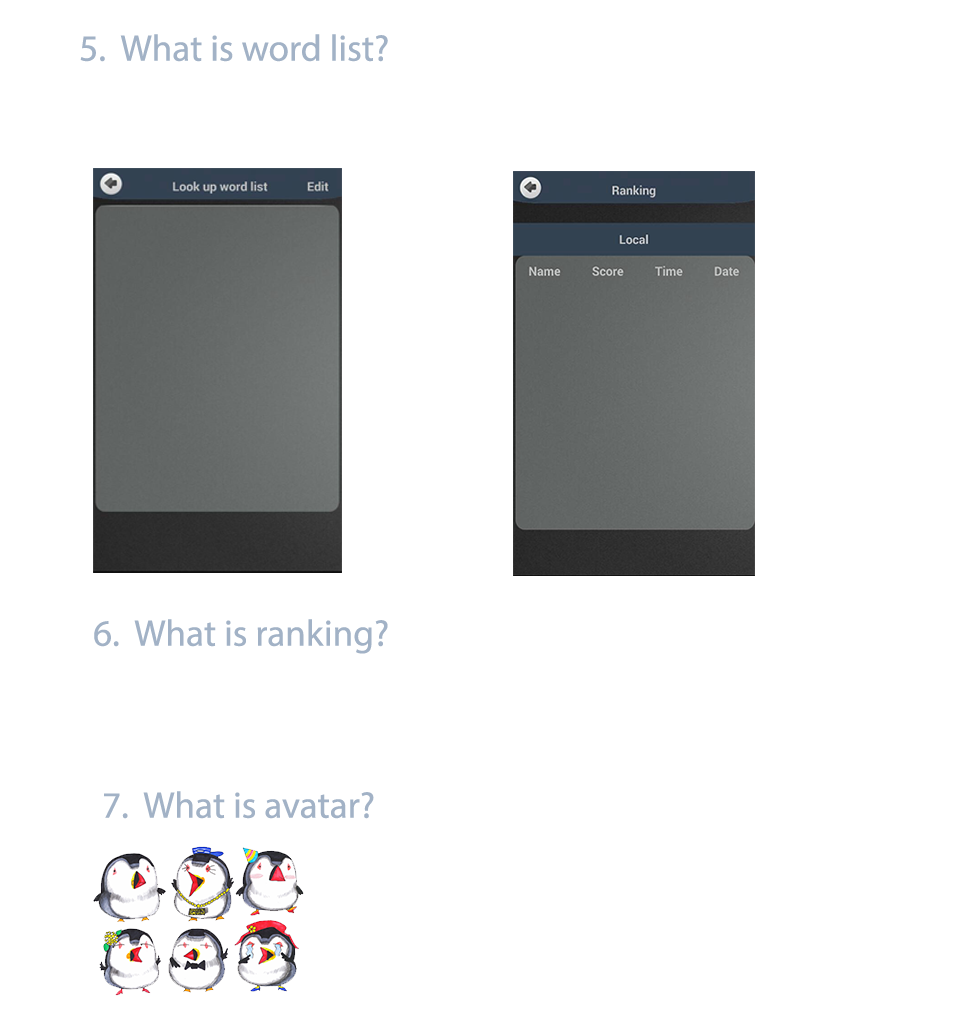 5. What is word list?
Look up word list Edit
Ranking
Local
Name Score Time Date
6. What is ranking?
7. What is avatar?